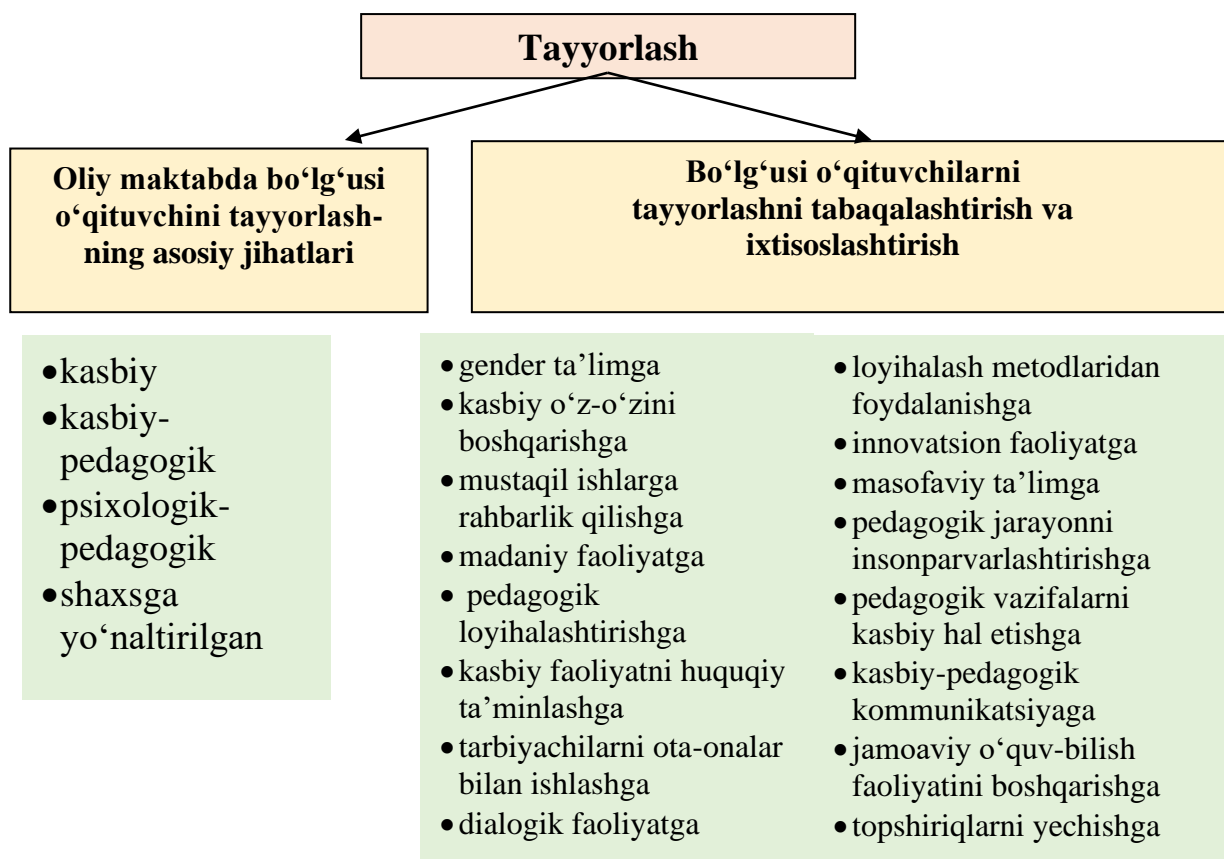 Tayyorlash
Oliy maktabda bo‘lg‘usi
o‘qituvchini tayyorlash-
ning asosiy jihatlari
Bo‘lg‘usi o‘qituvchilarni
tayyorlashni tabaqalashtirish va
ixtisoslashtirish
•kasbiy
•kasbiy-
pedagogik
•psixologik-
pedagogik
•shaxsga
yo‘naltirilgan
•gender ta’limga
•kasbiy o‘z-o‘zini
boshqarishga
•mustaqil ishlarga
rahbarlik qilishga
•madaniy faoliyatga
• pedagogik
loyihalashtirishga
•kasbiy faoliyatni huquqiy
ta’minlashga
•tarbiyachilarni ota-onalar
bilan ishlashga
•dialogik faoliyatga
•loyihalash metodlaridan
foydalanishga
•innovatsion faoliyatga
•masofaviy ta’limga
•pedagogik jarayonni
insonparvarlashtirishga
•pedagogik vazifalarni
kasbiy hal etishga
•kasbiy-pedagogik
kommunikatsiyaga
•jamoaviy o‘quv-bilish
faoliyatini boshqarishga
•topshiriqlarni yechishga